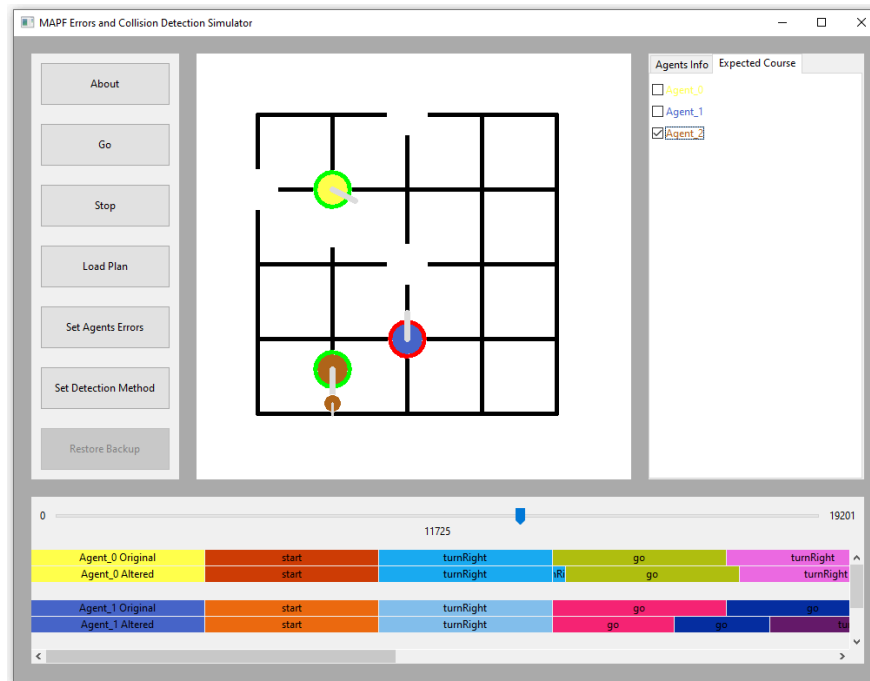 MAPF Errors and Collision Detection Simulator
About
Go
Stop
Load Plan
Set Agents Errors
Set Detection Method
Restore Backup
Agents Info Expected Course
Agent_0
Agent_1
Agent_2
0 19201
11725
Agent_0 Original start turnRight go turnRight
Agent_0 Altered start turnRight go turnRight
Agent_1 Original start turnRight go go
Agent_1 Altered start turnRight go go tu